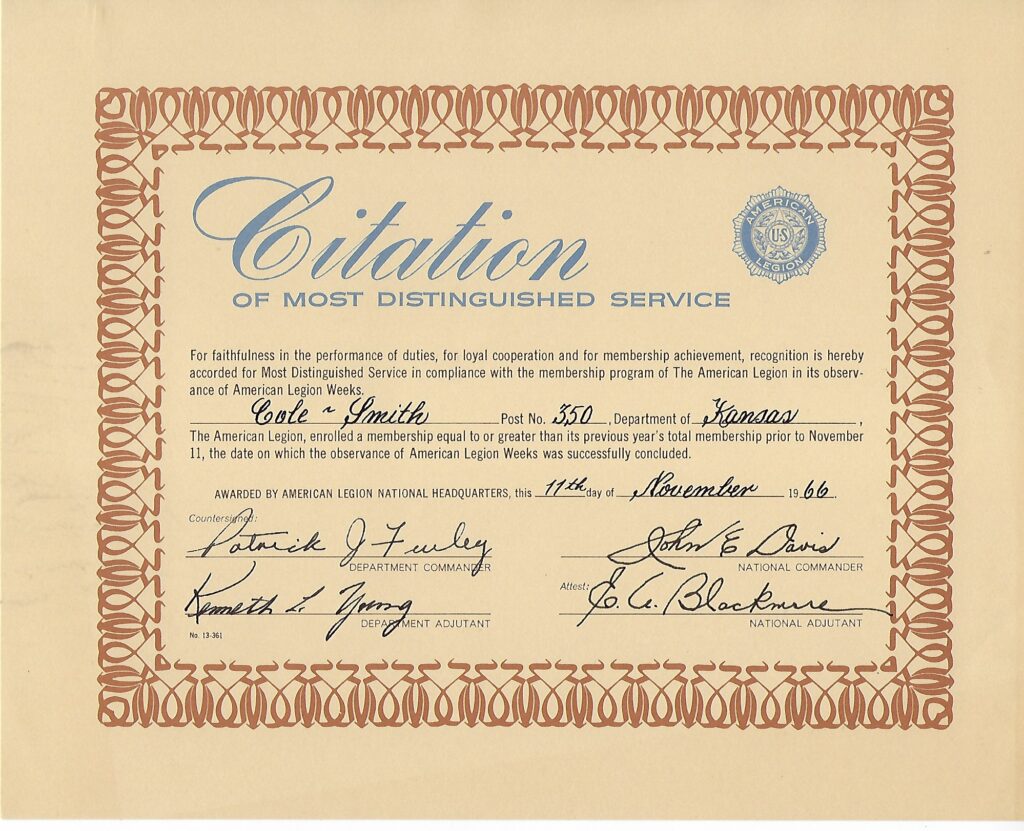 Citation
OF MOST DISTINGUISHED SERVICE
AMERICAN
US
LEGION
For faithfulness in the performance of duties, for loyal cooperation and for membership achievement, recognition is hereby
accorded for Most Distinguished Service in compliance with the membership program of The American Legion in its observ-
ance of American Legion Weeks.
Cole ~ Smith Post No. 350, Department of Kansas,
The American Legion, enrolled a membership equal to or greater than its previous year's total membership prior to November
11, the date on which the observance of American Legion Weeks was successfully concluded.
AWARDED BY AMERICAN LEGION NATIONAL HEADQUARTERS, this 11th day of November 1966.
Countersigned:
Patrick J
DEPARTMENT COMMANDER
John E Davis
NATIONAL COMMANDER
Kenneth L. Young
DEPARTMENT ADJUTANT
Attest:
E. A. Blackmore
NATIONAL ADJUTANT
No. 13-361